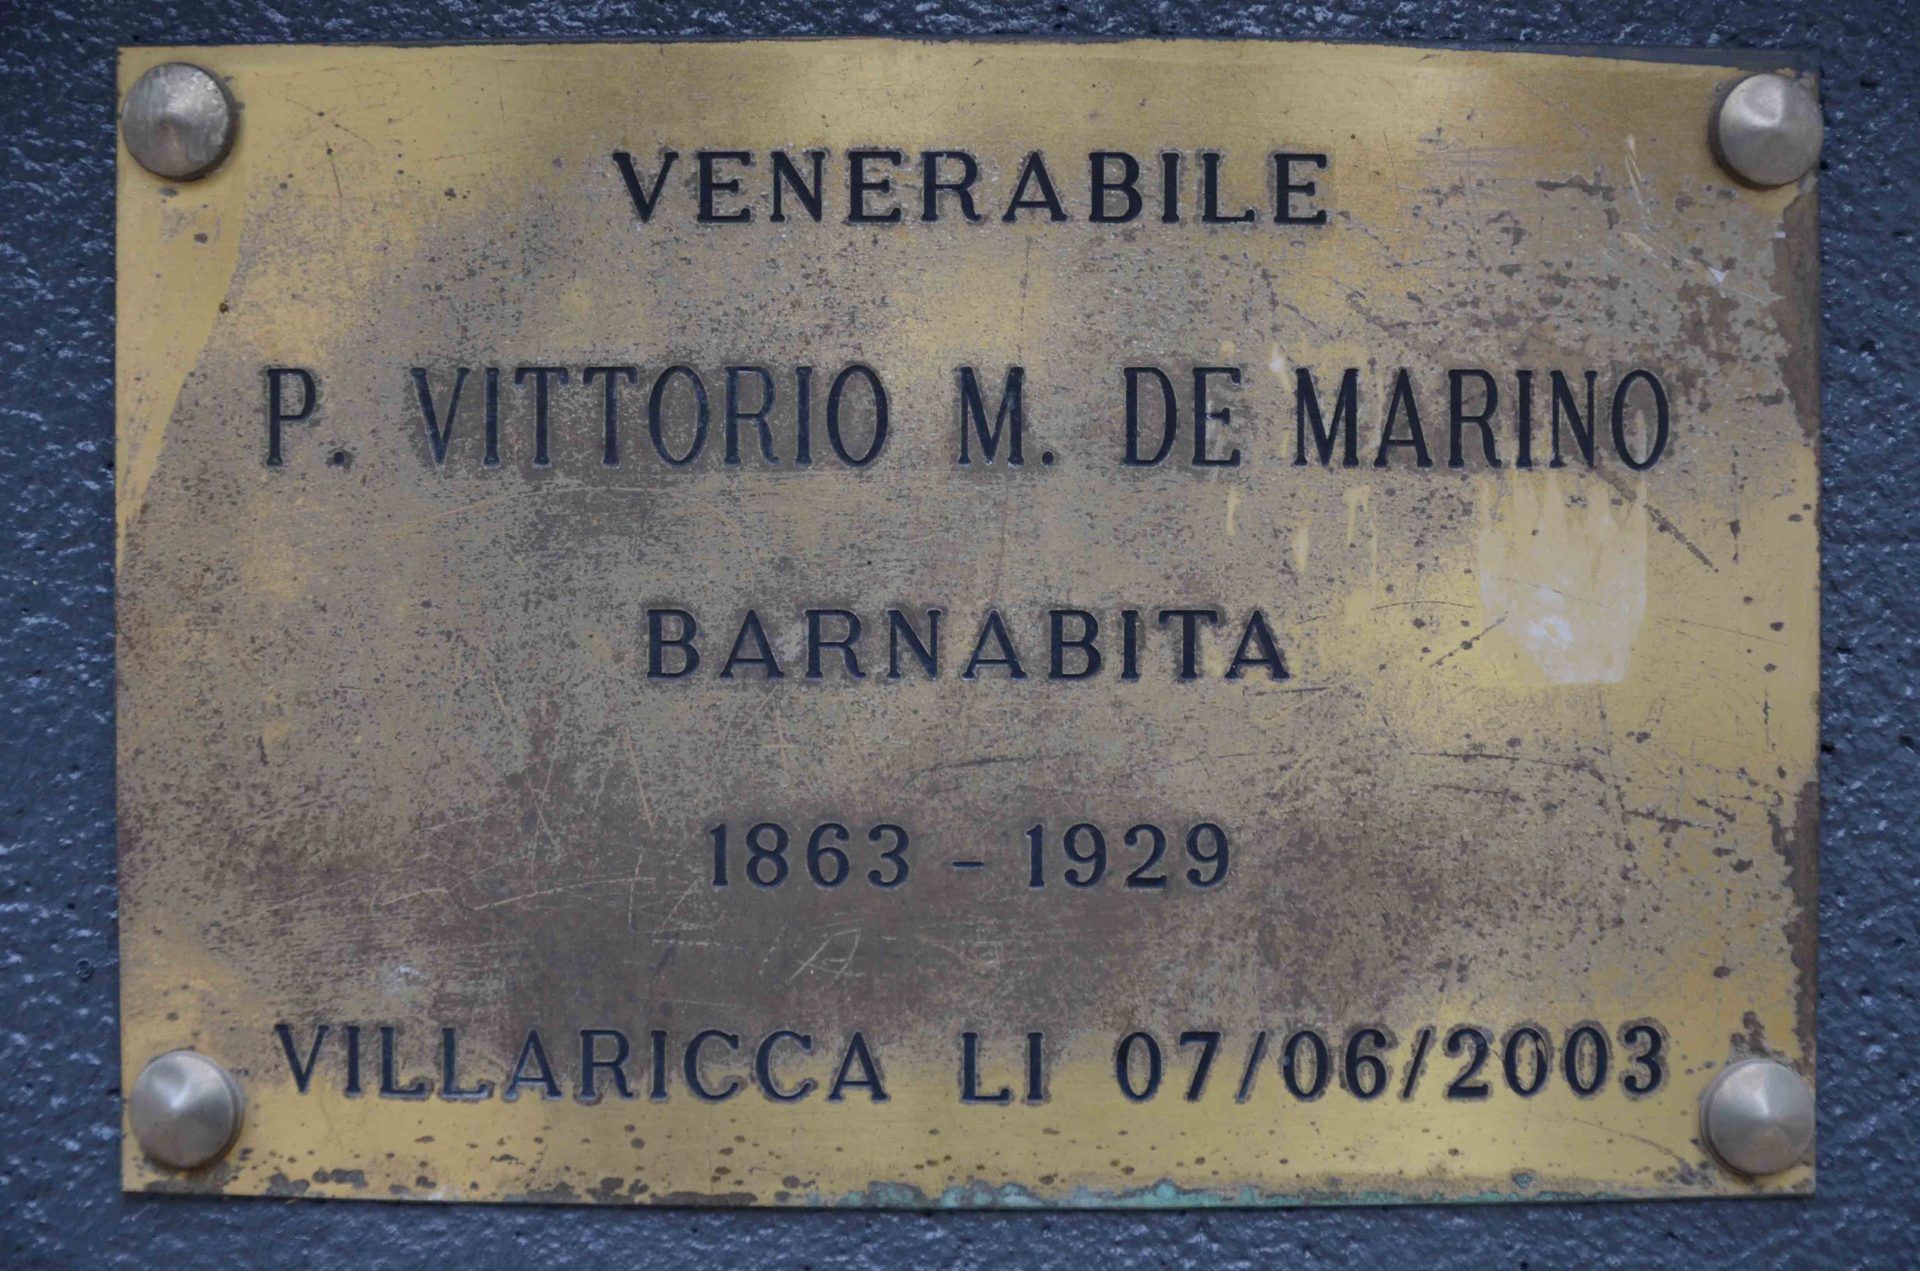 VENERABILE
P. VITTORIO M. DE MARINO
BARNABITA
1863 - 1929
VILLARICCA LI 07/06/2003